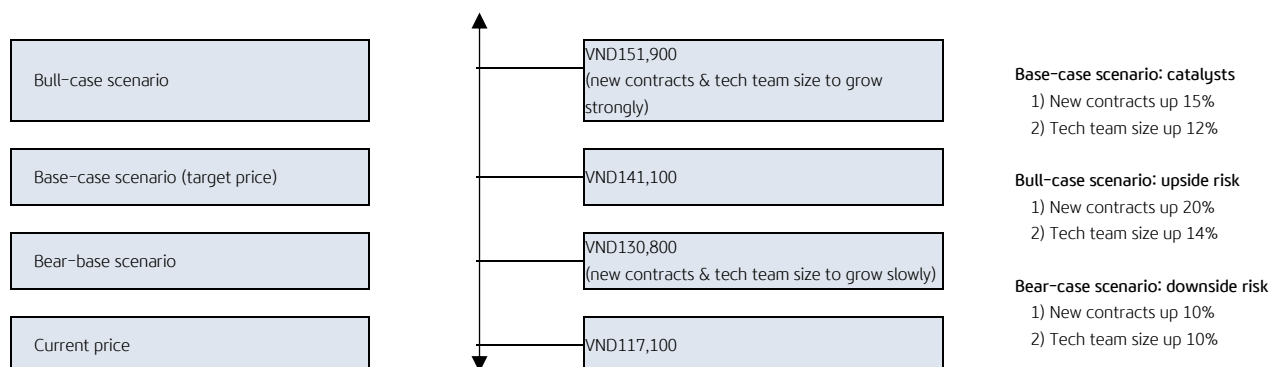 Bull-case scenario
VND151,900
(new contracts & tech team size to grow
strongly)
Base-case scenario (target price)
VND141,100
Bear-base scenario
VND130,800
(new contracts & tech team size to grow slowly)
Current price
VND117,100
Base-case scenario: catalysts
1) New contracts up 15%
2) Tech team size up 12%
Bull-case scenario: upside risk
1) New contracts up 20%
2) Tech team size up 14%
Bear-case scenario: downside risk
1) New contracts up 10%
2) Tech team size up 10%